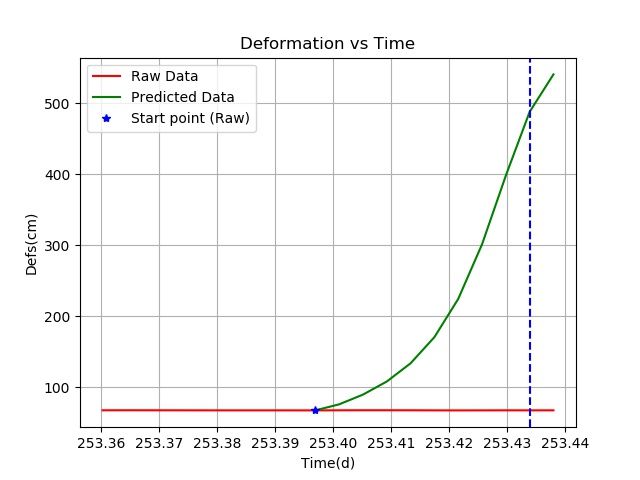 Deformation vs Time
Raw Data
Predicted Data
Start point (Raw)
500
400
300
200
100
Defs(cm)
253.36 253.37 253.38 253.39 253.40 253.41 253.42 253.43 253.44
Time(d)